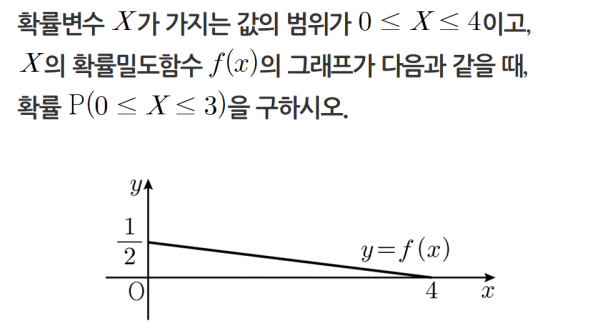 확률변수 X가 가지는 값의 범위가 0 ≤ X ≤ 4이고,
X의 확률밀도함수 f(x)의 그래프가 다음과 같을 때,
확률 P(0 ≤ X ≤ 3)을 구하시오.
y
1
2
y=f(x)
O
4
x